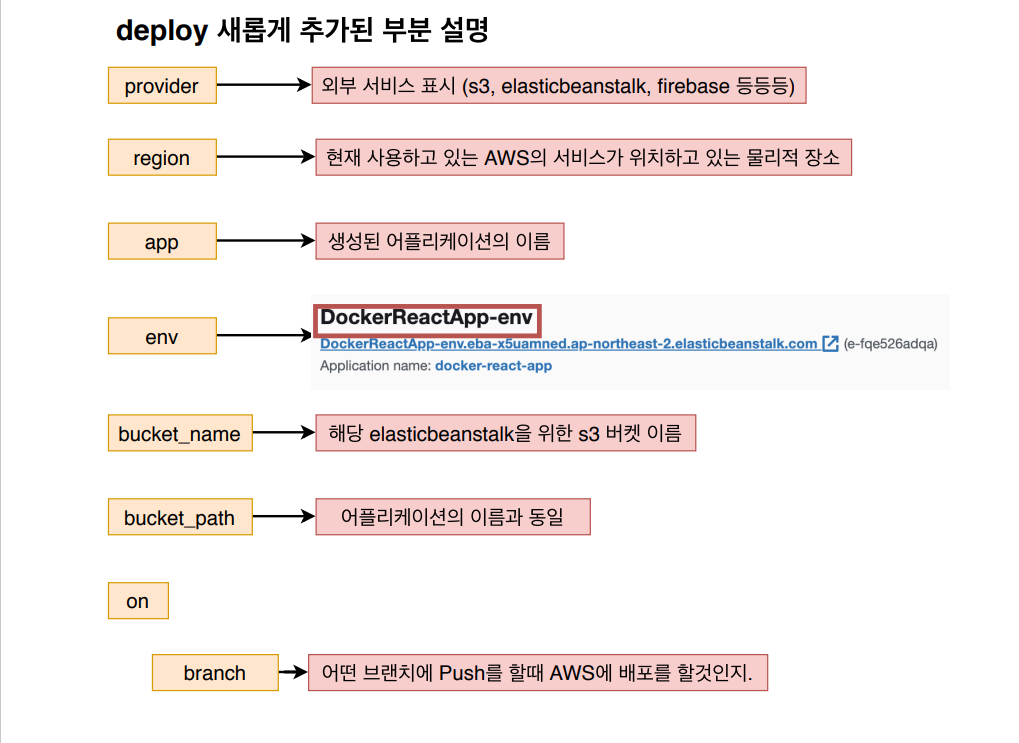 deploy 새롭게 추가된 부분 설명
provider
외부 서비스 표시 (s3, elasticbeanstalk, firebase 등등등)
region
현재 사용하고 있는 AWS의 서비스가 위치하고 있는 물리적 장소
app
생성된 어플리케이션의 이름
env
DockerReactApp-env
DockerReactApp-env.eba-x5uamned.ap-northeast-2.elasticbeanstalk.com (e-fqe526adqa)
Application name: docker-react-app
bucket_name
해당 elasticbeanstalk을 위한 s3 버켓 이름
bucket_path
어플리케이션의 이름과 동일
on
branch
어떤 브랜치에 Push를 할때 AWS에 배포를 할것인지.